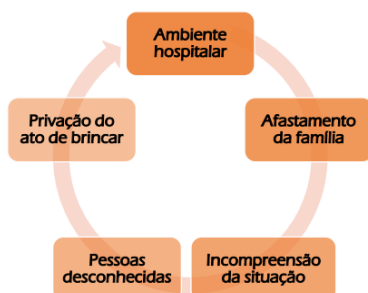 Ambiente
hospitalar
Afastamento
da família
Incompreensão
da situação
Pessoas
desconhecidas
Privação do
ato de brincar